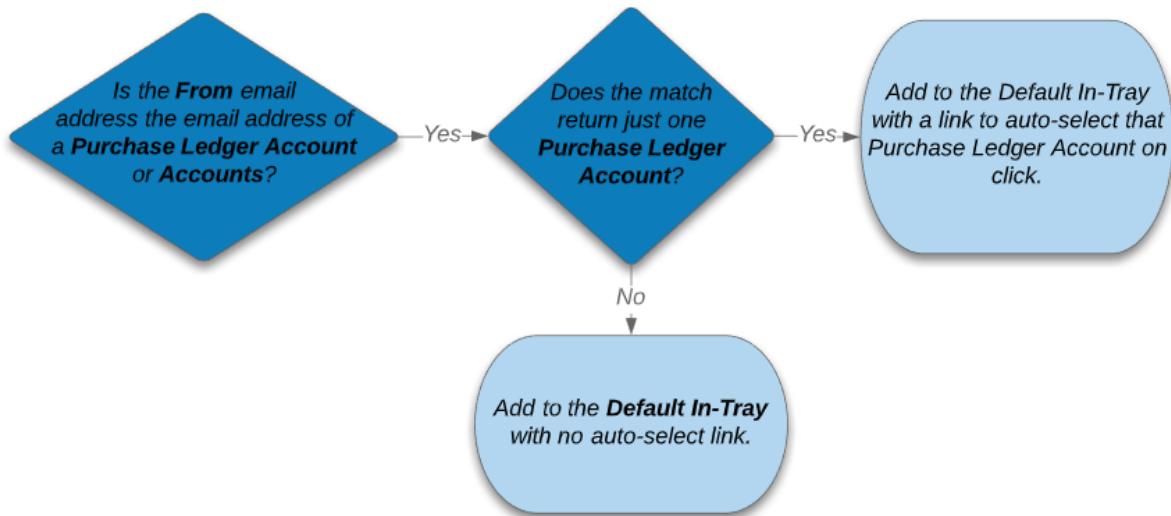 Is the From email
address the email address of
a Purchase Ledger Account
or Accounts?
Yes
Does the match
return just one
Purchase Ledger
Account?
Yes
Add to the Default In-Tray
with a link to auto-select that
Purchase Ledger Account on
click.
No
Add to the Default In-Tray
with no auto-select link.